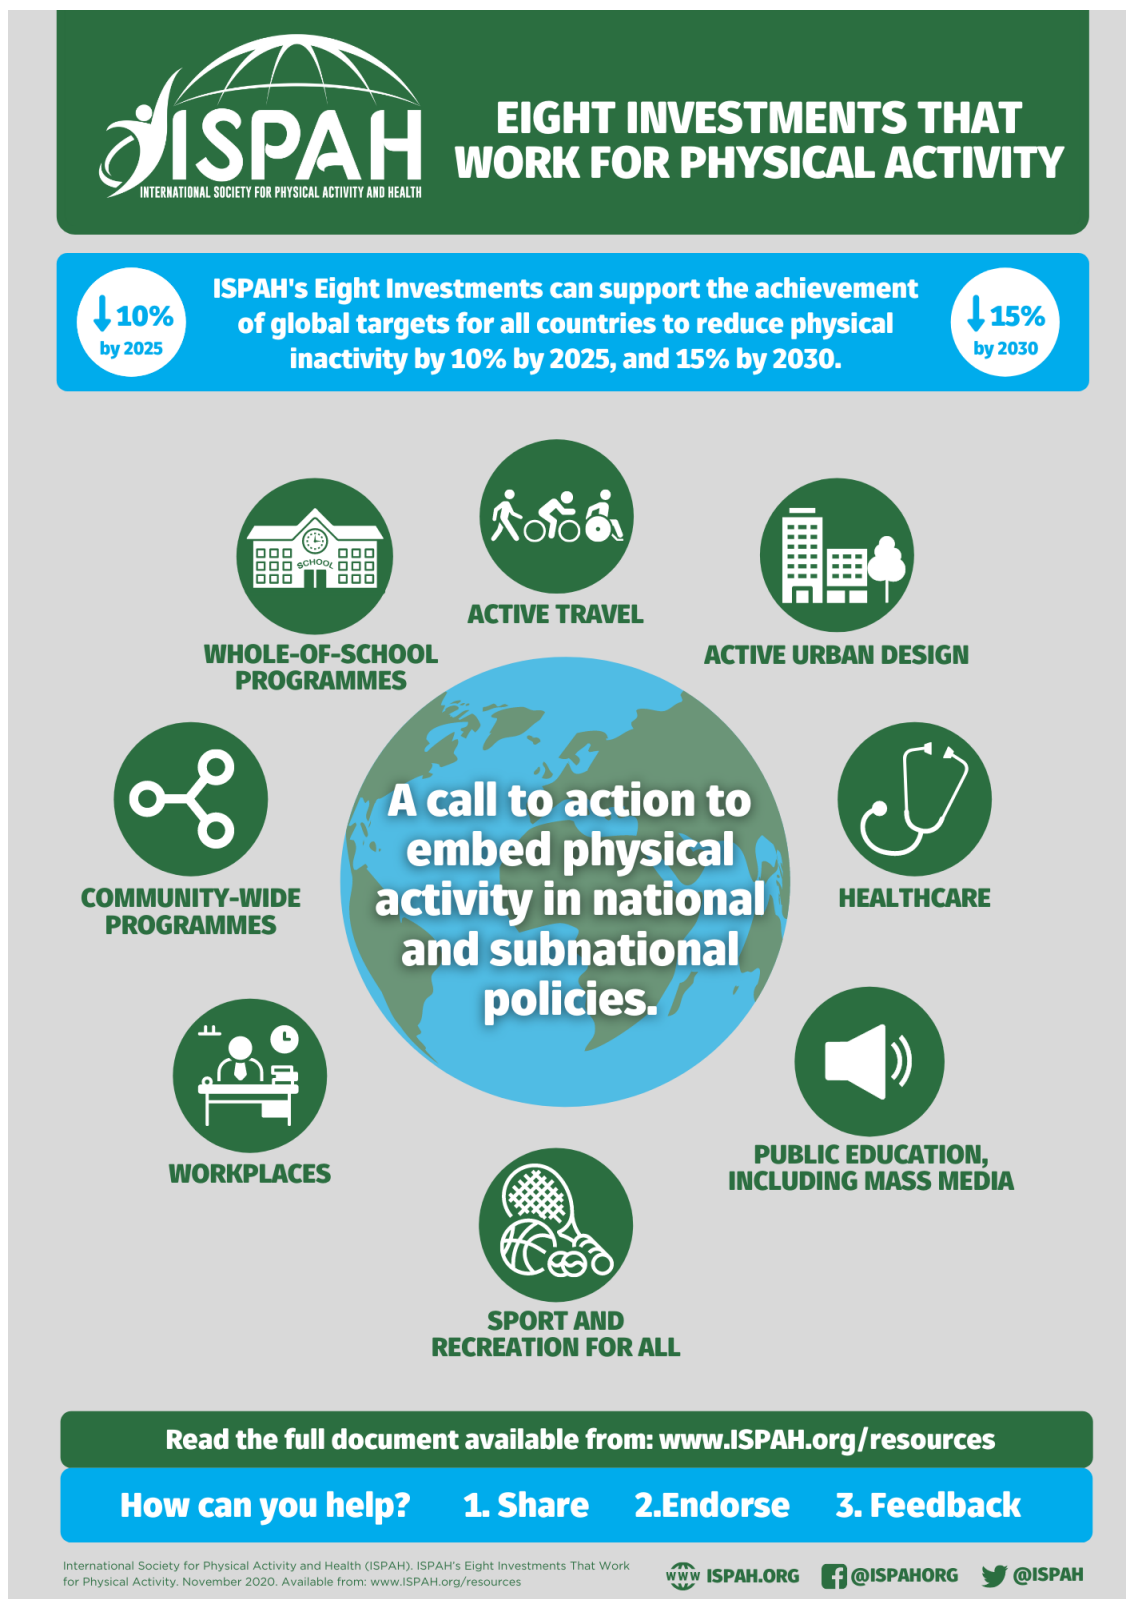 ISPAH
INTERNATIONAL SOCIETY FOR PHYSICAL ACTIVITY AND HEALTH
EIGHT INVESTMENTS THAT
WORK FOR PHYSICAL ACTIVITY
10%
by 2025
ISPAH's Eight Investments can support the achievement
of global targets for all countries to reduce physical
inactivity by 10% by 2025, and 15% by 2030.
15%
by 2030
SCHOOL
WHOLE-OF-SCHOOL
PROGRAMMES
ACTIVE TRAVEL
ACTIVE URBAN DESIGN
COMMUNITY-WIDE
PROGRAMMES
A call to action to
embed physical
activity in national
and subnational
policies.
HEALTHCARE
WORKPLACES
PUBLIC EDUCATION,
INCLUDING MASS MEDIA
SPORT AND
RECREATION FOR ALL
Read the full document available from: www.ISPAH.org/resources
How can you help? 1. Share 2.Endorse 3. Feedback
International Society for Physical Activity and Health (ISPAH). ISPAH's Eight Investments That Work
for Physical Activity. November 2020. Available from: www.ISPAH.org/resources
WWW ISPAH.ORG @ISPAHORG @ISPAH